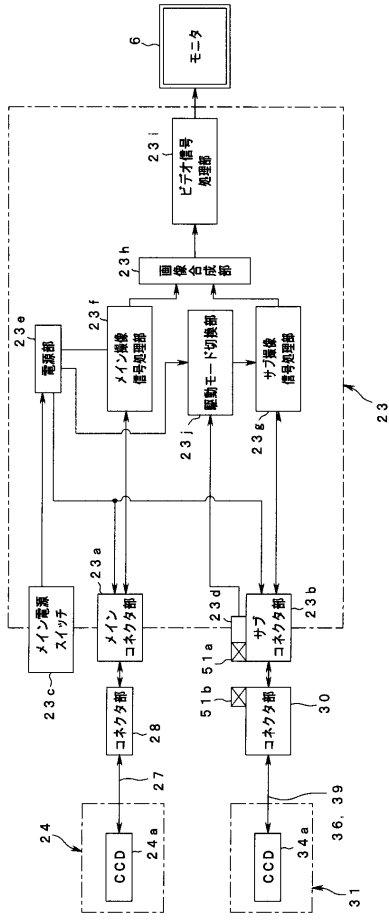 6
モニタ
23i
ビデオ信号
処理部
23h
画像合成部
23e
電源部
23f
メイン撮像
信号処理部
駆動モード切換部
23j
サブ撮像
信号処理部
23g
23
メイン電源
スイッチ
23c
23a
メイン
コネクタ部
23d
サブ
コネクタ部
23b
51a
51b
コネクタ部
28
コネクタ部
30
27
36, 39
24
CCD
24a
CCD
34a
31